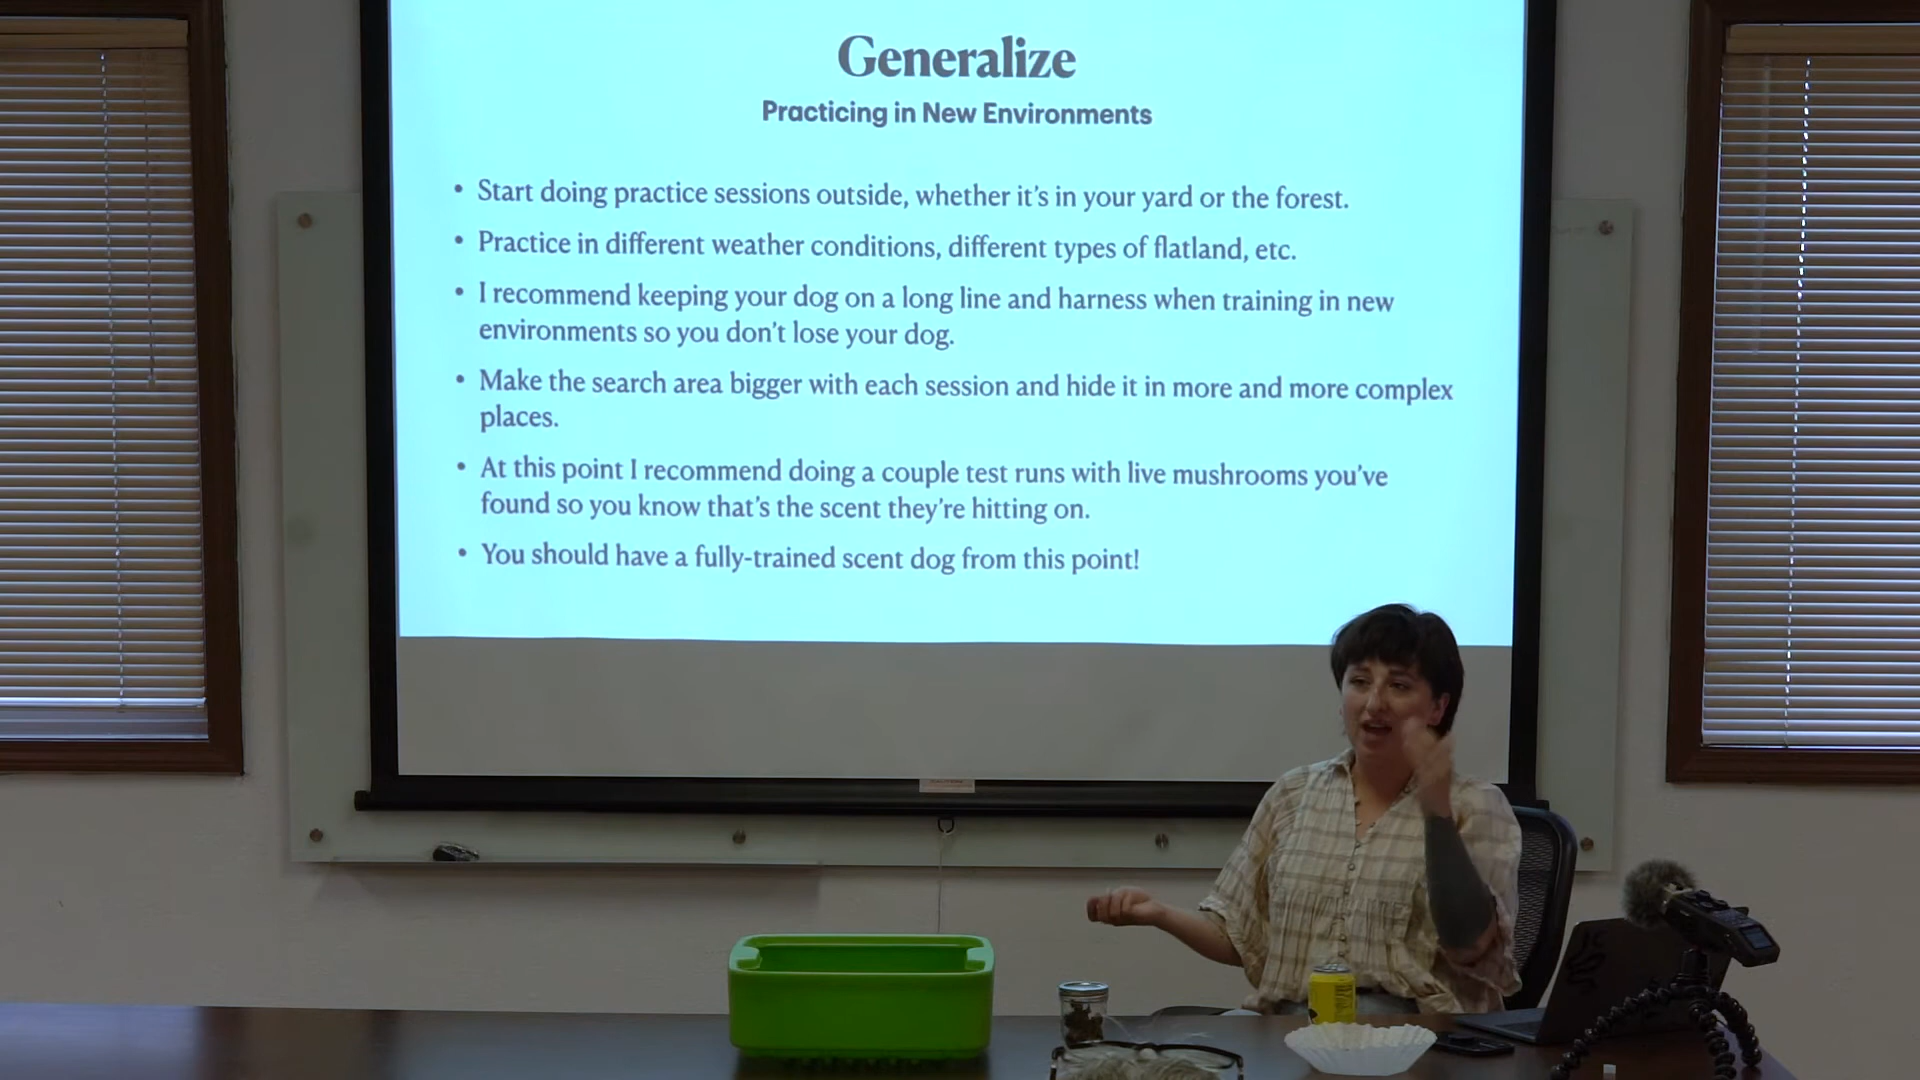 Generalize
Practicing in New Environments
• Start doing practice sessions outside, whether it's in your yard or the forest.
• Practice in different weather conditions, different types of flatland, etc.
• I recommend keeping your dog on a long line and harness when training in new
environments so you don't lose your dog.
• Make the search area bigger with each session and hide it in more and more complex
places.
• At this point I recommend doing a couple test runs with live mushrooms you've
found so you know that's the scent they're hitting on.
• You should have a fully-trained scent dog from this point!